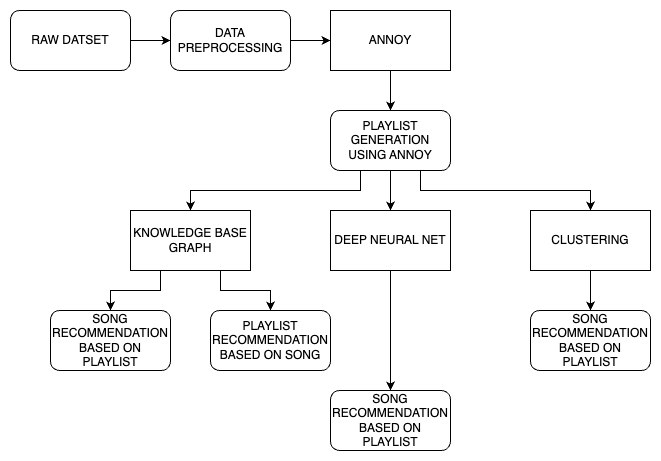 RAW DATSET
DATA
PREPROCESSING
ANNOY
PLAYLIST
GENERATION
USING ANNOY
KNOWLEDGE BASE
GRAPH
DEEP NEURAL NET
CLUSTERING
SONG
RECOMMENDATION
BASED ON
PLAYLIST
PLAYLIST
RECOMMENDATION
BASED ON SONG
SONG
RECOMMENDATION
BASED ON
PLAYLIST
SONG
RECOMMENDATION
BASED ON
PLAYLIST